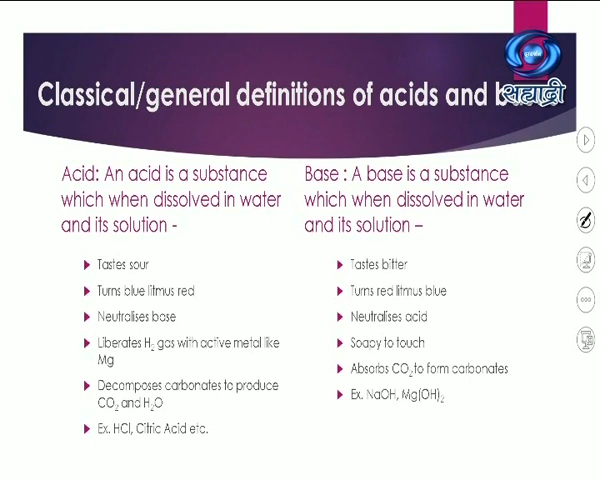 Classical/general definitions of acids and
सह्याद्री
Acid: An acid is a substance
which when dissolved in water
and its solution -
Tastes sour
Turns blue litmus red
Neutralises base
Liberates H₂ gas with active metal like
Mg
Decomposes carbonates to produce
CO₂ and H₂O
Ex. HCl, Citric Acid etc.
Base : A base is a substance
which when dissolved in water
and its solution –
Tastes bitter
Turns red litmus blue
Neutralises acid
Soapy to touch
Absorbs CO₂ to form carbonates
Ex. NaOH, Mg(OH)₂